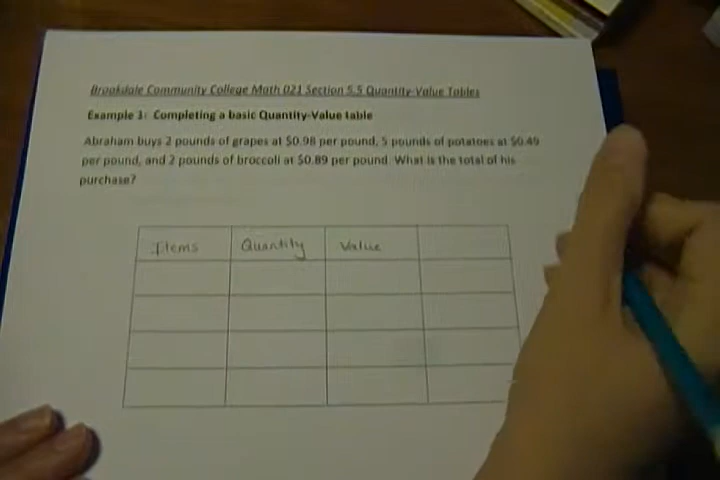 Brookdale Community College Math 021 Section 5.5 Quantity-Value Tables
Example 1: Completing a basic Quantity-Value table
Abraham buys 2 pounds of grapes at $0.98 per pound, 5 pounds of potatoes at $0.49
per pound, and 2 pounds of broccoli at $0.89 per pound. What is the total of his
purchase?
Items Quantity Value